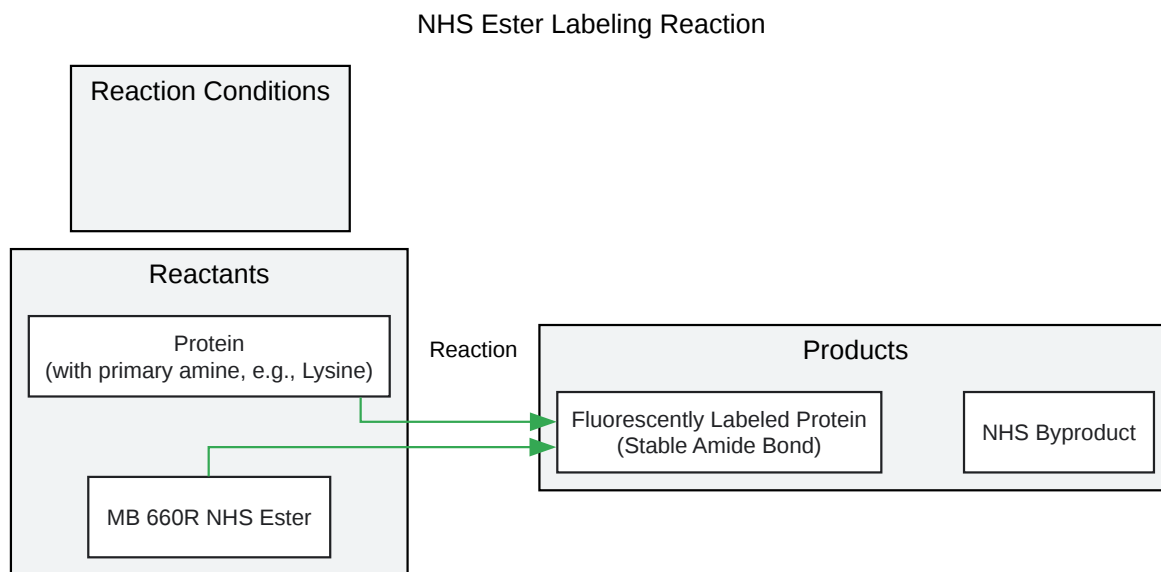 NHS Ester Labeling Reaction
Reaction Conditions
Reactants
Protein
(with primary amine, e.g., Lysine)
MB 660R NHS Ester
Reaction
Products
Fluorescently Labeled Protein
(Stable Amide Bond)
NHS Byproduct